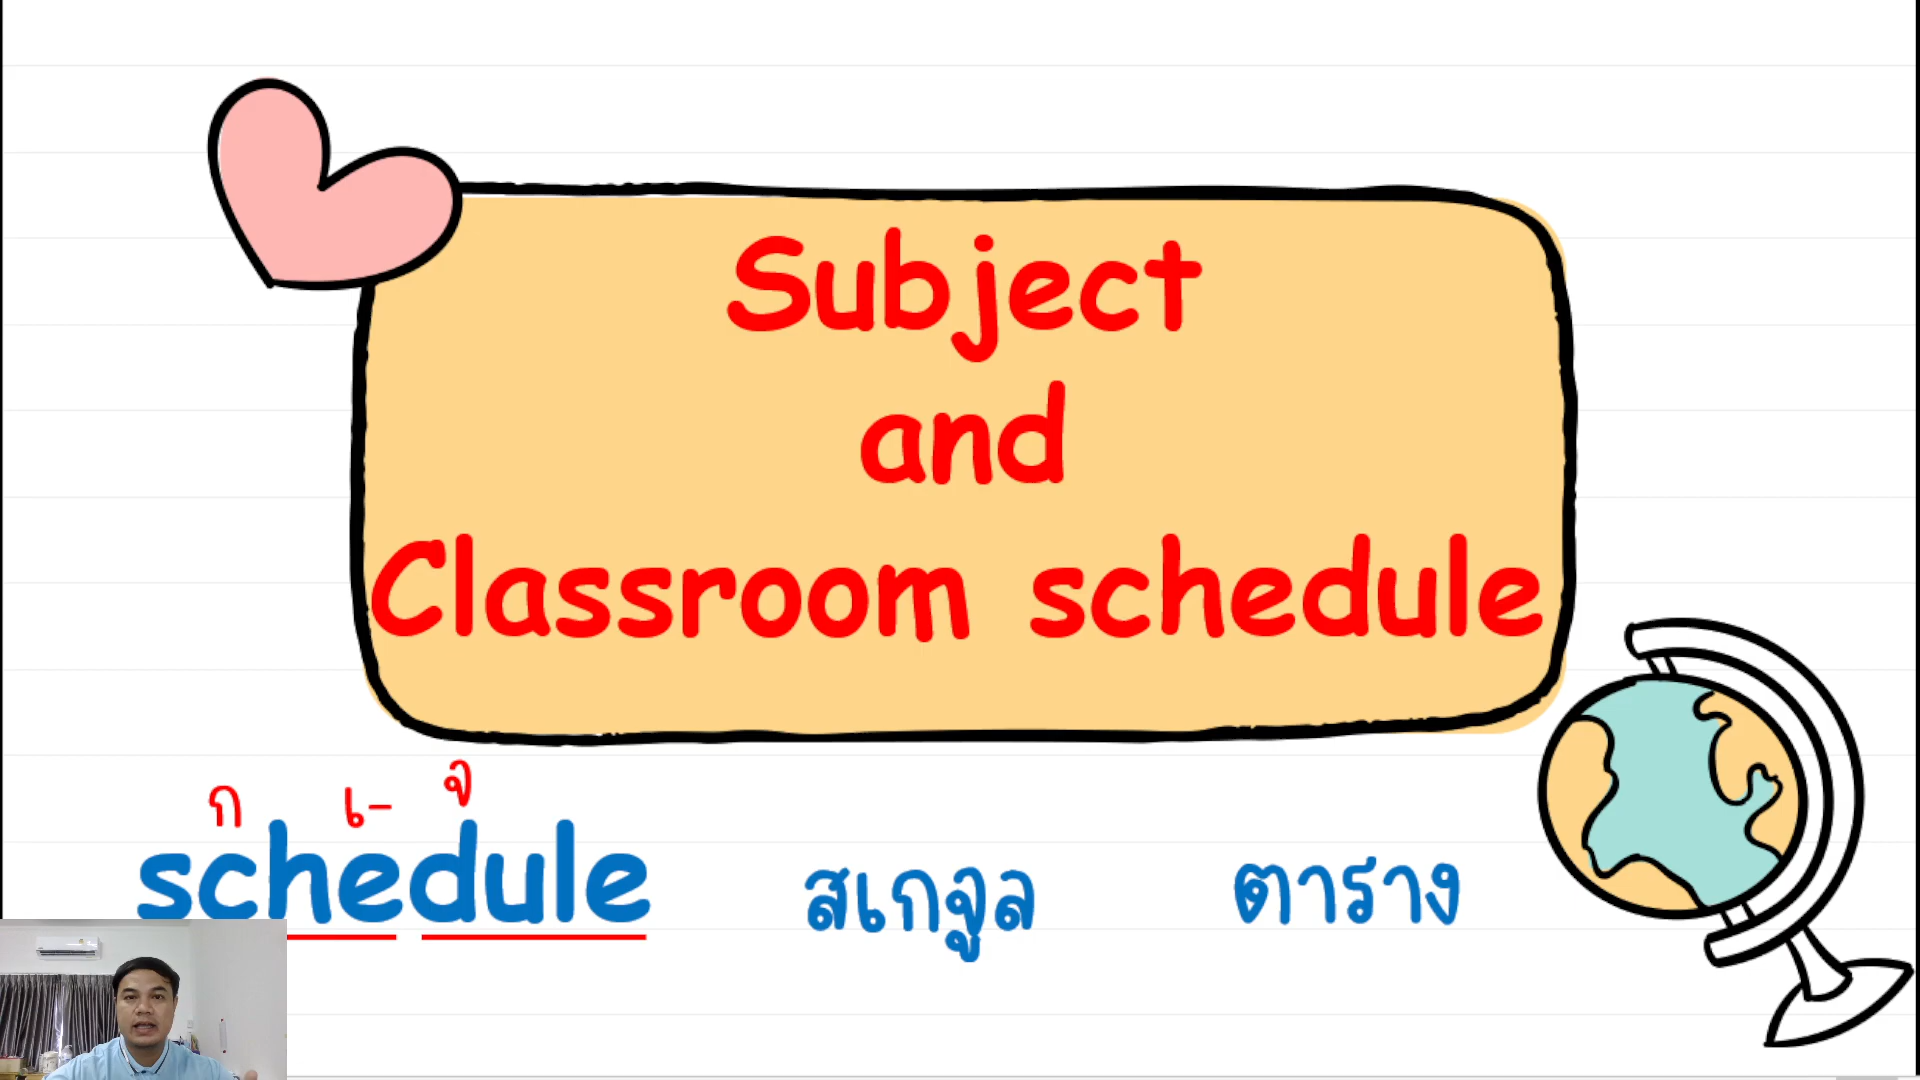 Subject
and
Classroom schedule
ก เ- จ
schedule สเกจูล ตาราง